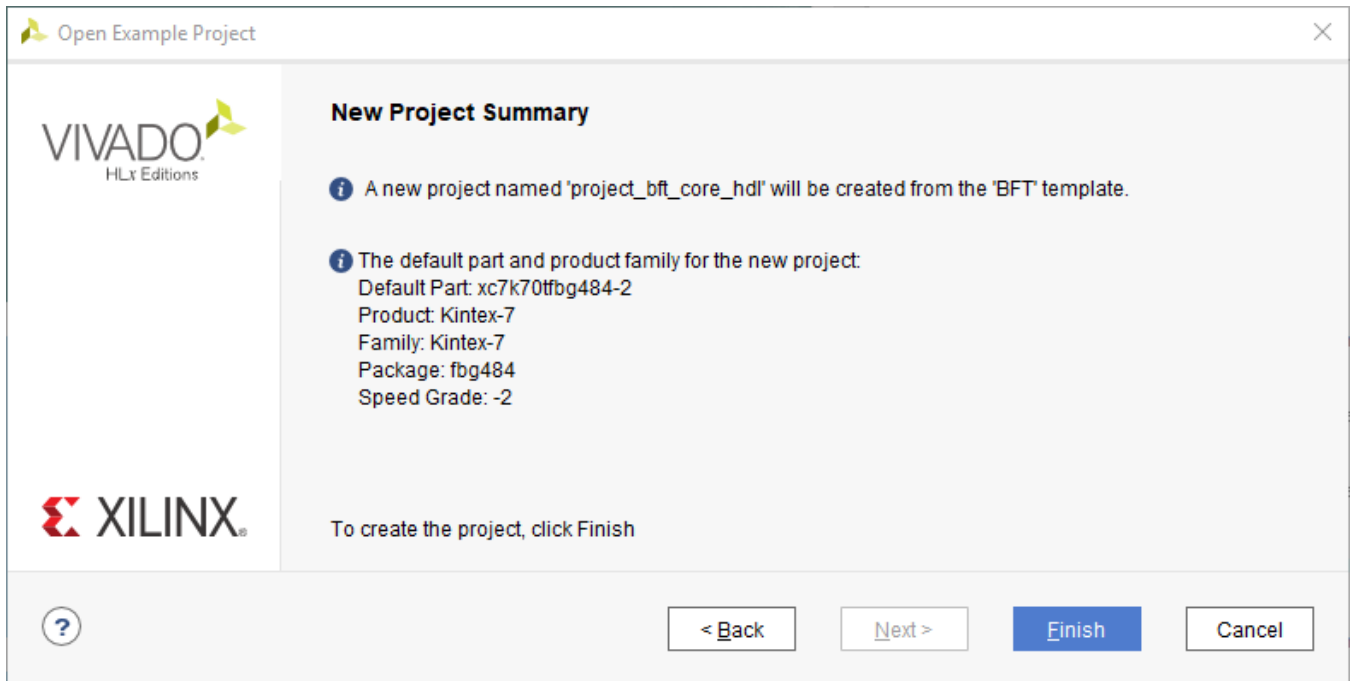 Open Example Project
VIVADO.
HLx Editions
New Project Summary
A new project named 'project_bft_core_hdl' will be created from the 'BFT' template.
The default part and product family for the new project:
Default Part: xc7k70tfbg484-2
Product: Kintex-7
Family: Kintex-7
Package: fbg484
Speed Grade: -2
XILINX®
To create the project, click Finish
?
< Back
Next >
Finish
Cancel